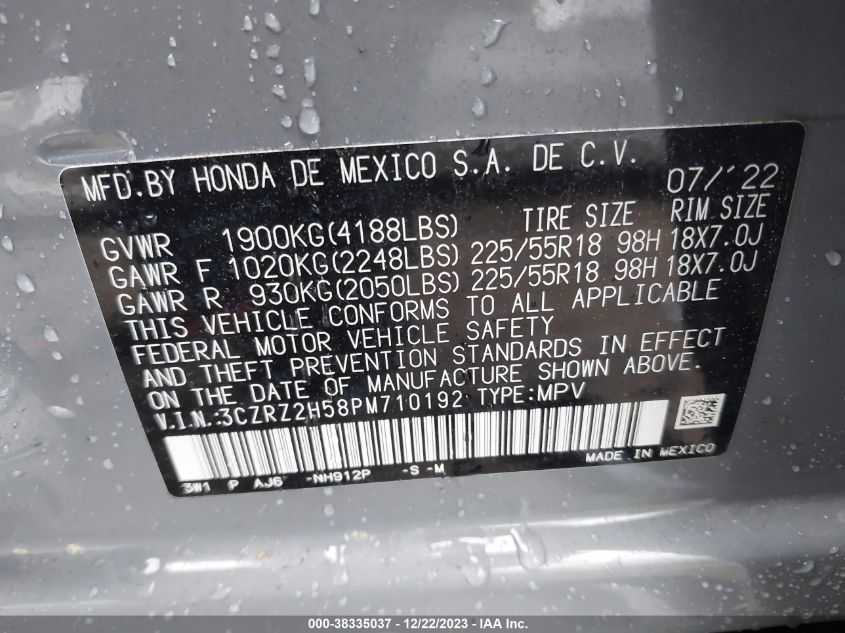 MFD.BY HONDA DE MEXICO S.A. DE C.V. 07/'22
TIRE SIZE RIM SIZE
GVWR 1900KG(4188LBS)
GAWR F 1020KG(2248LBS) 225/55R18 98H 18X7.0J
GAWR R 930KG(2050LBS) 225/55R18 98H 18X7.0J
THIS VEHICLE CONFORMS TO ALL APPLICABLE
FEDERAL MOTOR VEHICLE SAFETY
AND THEFT PREVENTION STANDARDS IN EFFECT
ON THE DATE OF MANUFACTURE SHOWN ABOVE.
V.I.N.:3CZRZ2H58PM710192 TYPE:MPV
MADE IN MEXICO
3W1 P AJ6 -NH912P -S -M
000-38335037 - 12/22/2023 - IAA Inc.